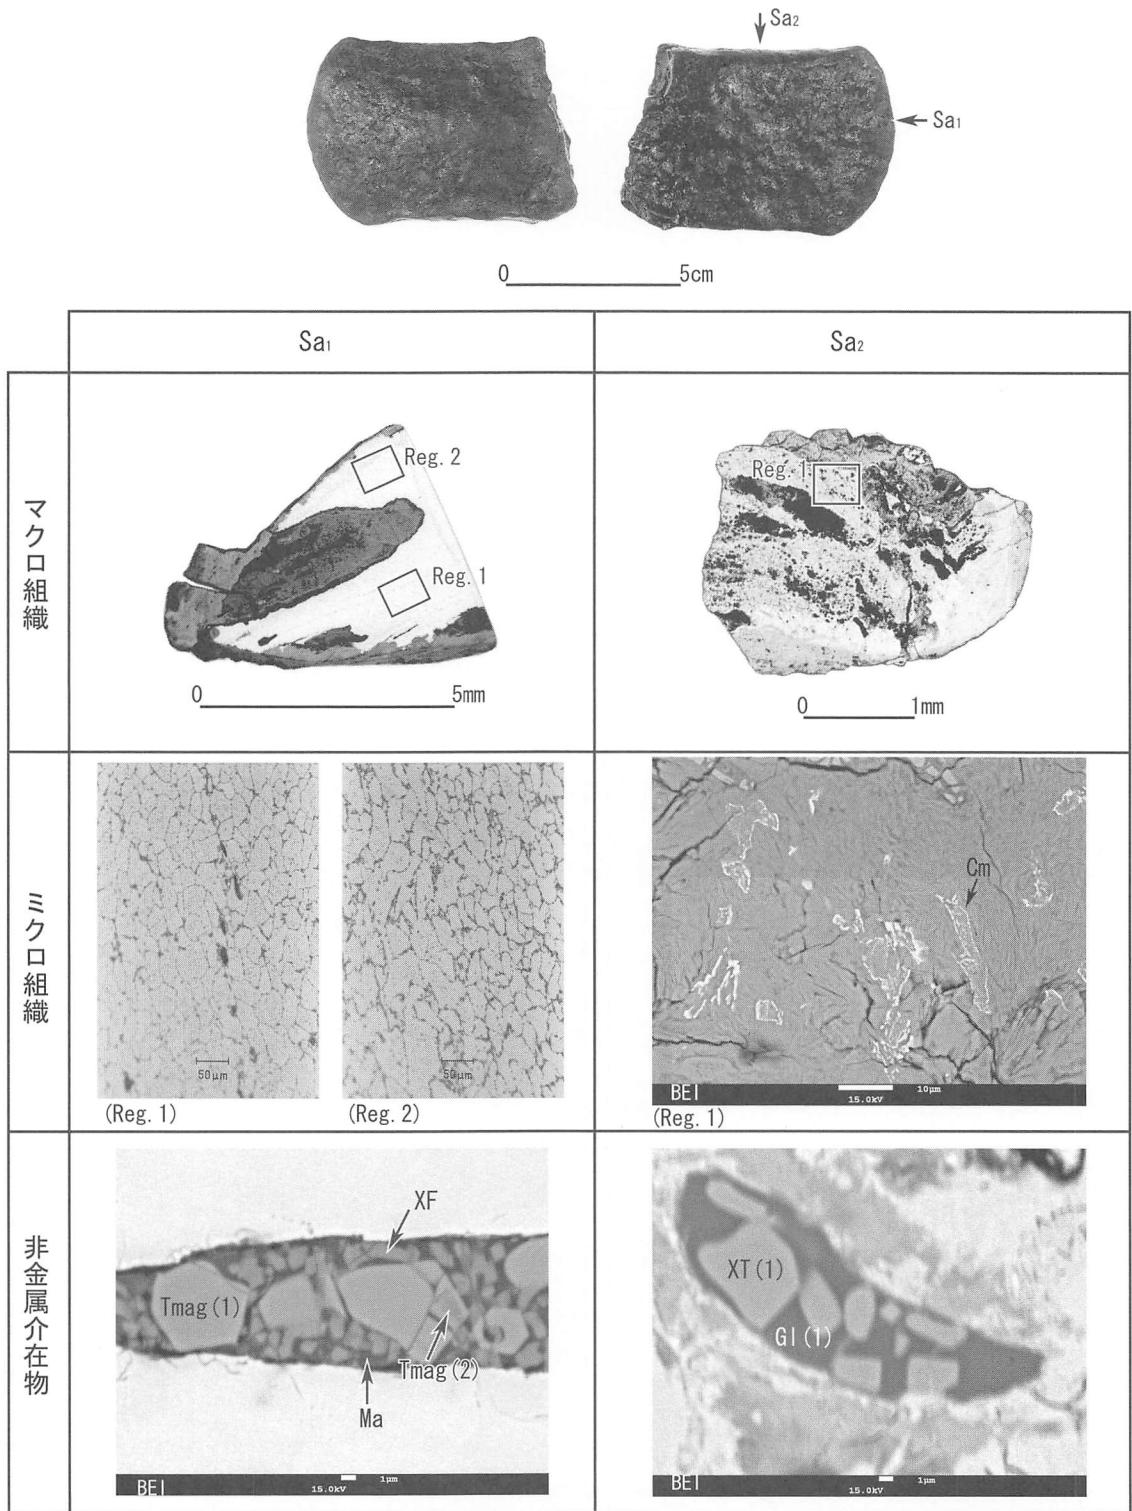 Sa₂
Sa₁
0 5cm
Sa₁
Sa₂
マクロ組織
Reg. 2
Reg. 1
0 5mm
Reg. 1
0 1mm
ミクロ組織
50μm
(Reg. 1)
50μm
(Reg. 2)
Cm
BEI 15.0kV 10μm
(Reg. 1)
非金属介在物
XF
Tmag(1)
Tmag(2)
Ma
BEI 15.0kV 1μm
XT(1)
Gl(1)
BEI 15.0kV 1μm